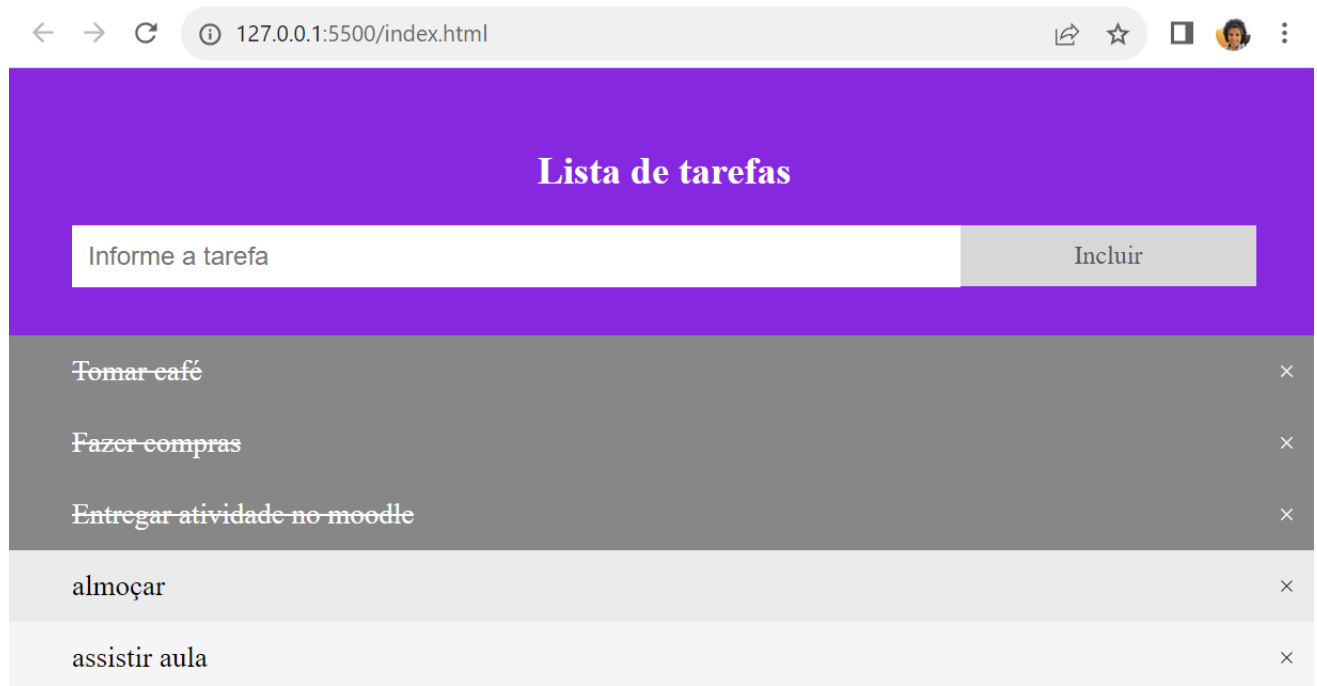 127.0.0.1:5500/index.html
Lista de tarefas
Informe a tarefa
Incluir
Tomar café ×
Fazer compras ×
Entregar atividade no moodle ×
almoçar ×
assistir aula ×